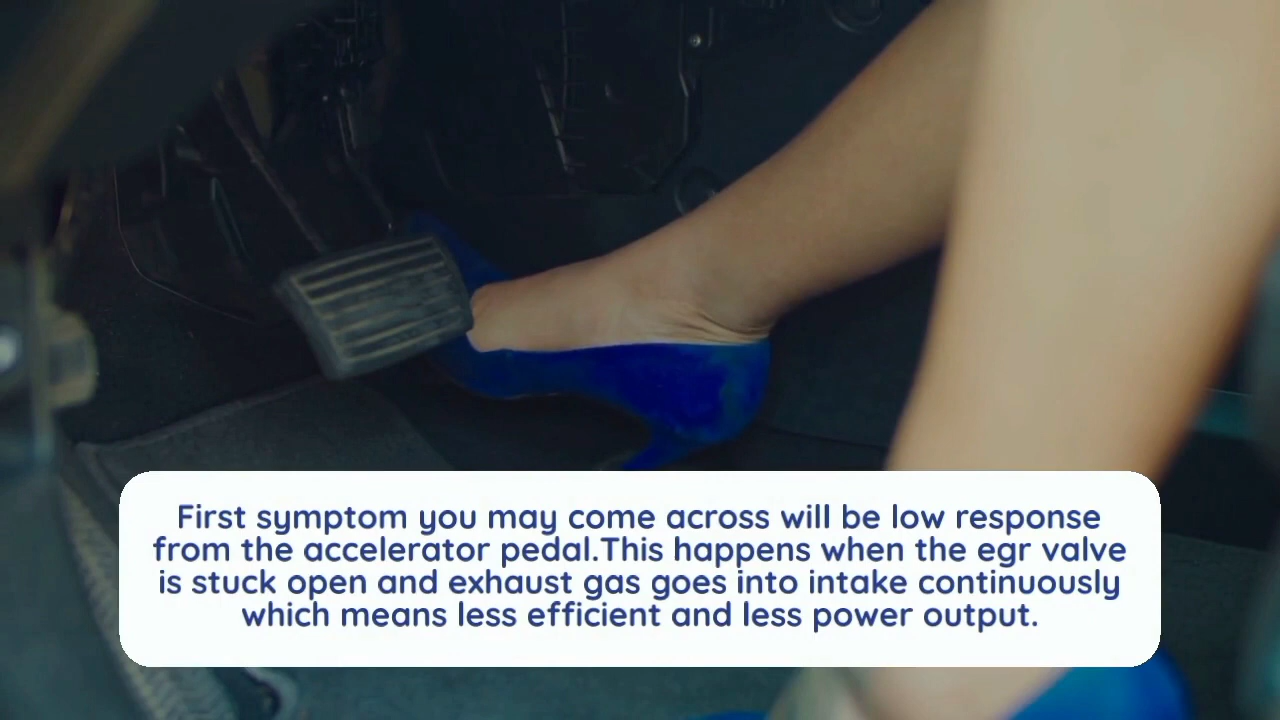 First symptom you may come across will be low response
from the accelerator pedal.This happens when the egr valve
is stuck open and exhaust gas goes into intake continuously
which means less efficient and less power output.